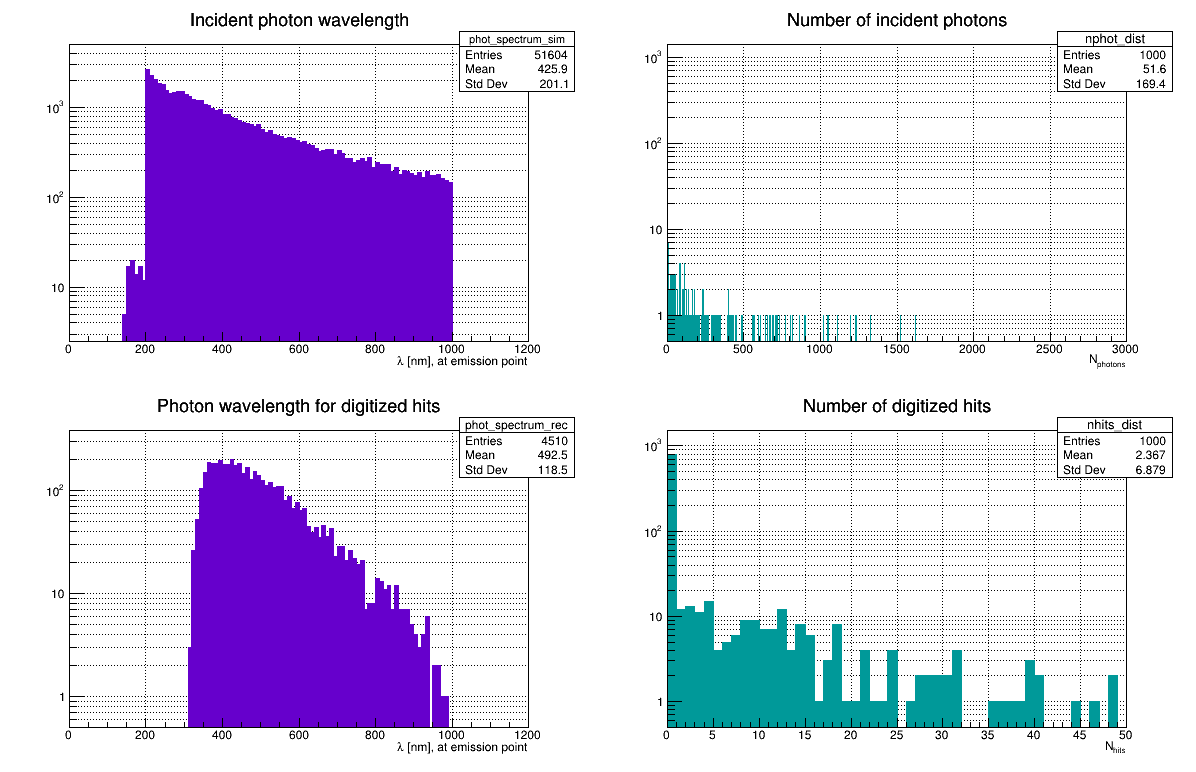 Incident photon wavelength
phot_spectrum_sim
Entries 51604
Mean 425.9
Std Dev 201.1
10³
10²
10
0 200 400 600 800 1000 1200
λ [nm], at emission point
Number of incident photons
nphot_dist
Entries 1000
Mean 51.6
Std Dev 169.4
10³
10²
10
1
0 500 1000 1500 2000 2500 3000
N_photons
Photon wavelength for digitized hits
phot_spectrum_rec
Entries 4510
Mean 492.5
Std Dev 118.5
10²
10
1
0 200 400 600 800 1000 1200
λ [nm], at emission point
Number of digitized hits
nhits_dist
Entries 1000
Mean 2.367
Std Dev 6.879
10³
10²
10
1
0 5 10 15 20 25 30 35 40 45 50
N_hits